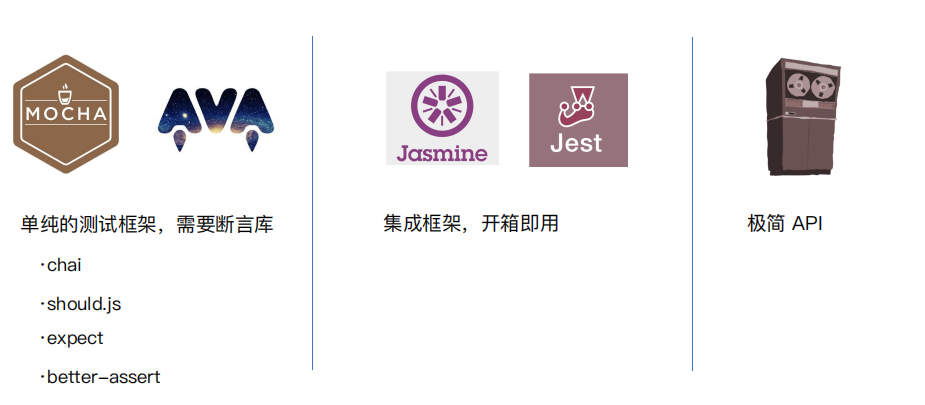 MOCHA
AVA
Jasmine
Jest
单纯的测试框架，需要断言库
·chai
·should.js
·expect
·better-assert
集成框架，开箱即用
极简 API